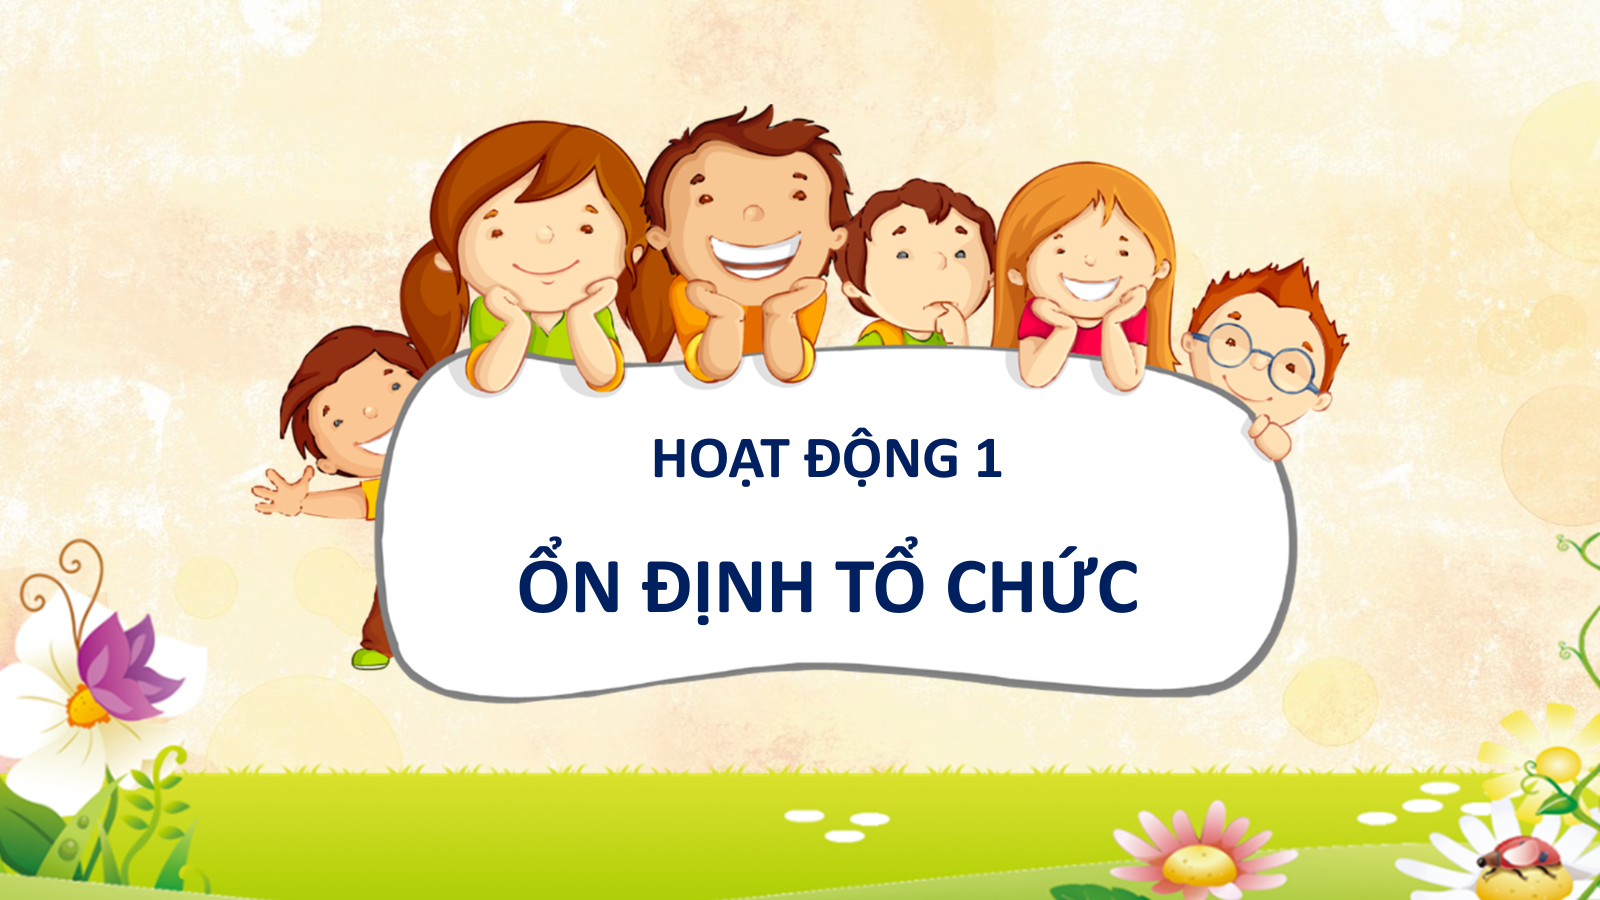 HOẠT ĐỘNG 1
ỔN ĐỊNH TỔ CHỨC